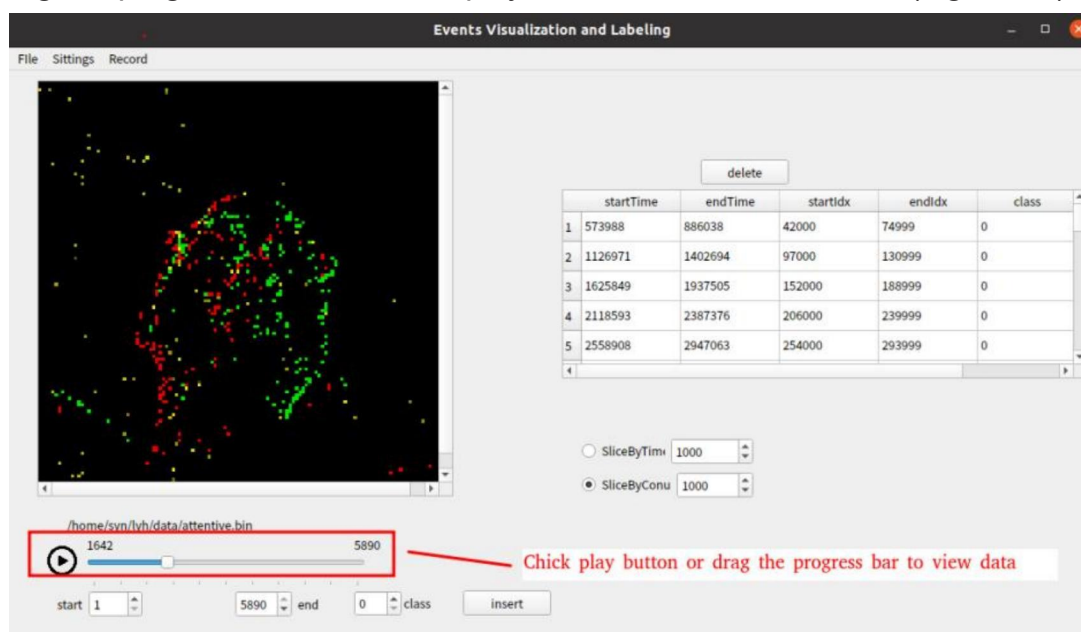 Events Visualization and Labeling
FIle Sittings Record
delete
startTime endTime startIdx endIdx class
1 573988 886038 42000 74999 0
2 1126971 1402694 97000 130999 0
3 1625849 1937505 152000 188999 0
4 2118593 2387376 206000 239999 0
5 2558908 2947063 254000 293999 0
SliceByTim 1000
SliceByConu 1000
/home/syn/lyh/data/attentive.bin
1642 5890
Chick play button or drag the progress bar to view data
start 1 5890 end 0 class insert